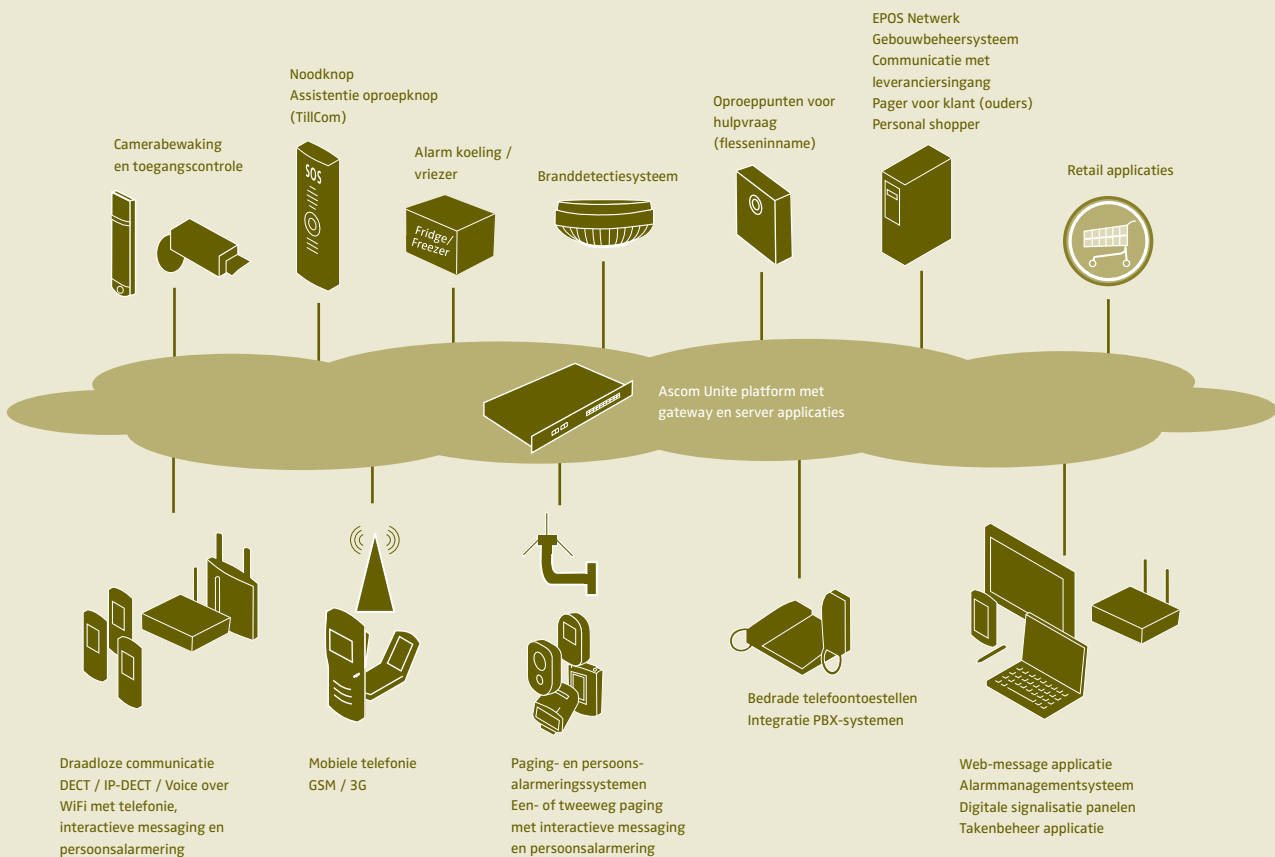 EPOS Netwerk
Gebouwbeheersysteem
Communicatie met
leveranciersingang
Pager voor klant (ouders)
Personal shopper
Noodknop
Assistentie oproepknop
(TillCom)
Oproeppunten voor
hulpvraag
(flesseninname)
Camerabewaking
en toegangscontrole
Alarm koeling /
vriezer
Branddetectiesysteem
Retail applicaties
SOS
Fridge/
Freezer
Ascom Unite platform met
gateway en server applicaties
Bedrade telefoontoestellen
Integratie PBX-systemen
Draadloze communicatie
DECT / IP-DECT / Voice over
WiFi met telefonie,
interactieve messaging en
persoonsalarmering
Mobiele telefonie
GSM / 3G
Paging- en persoons-
alarmeringssystemen
Een- of tweeweg paging
met interactieve messaging
en persoonsalarmering
Web-message applicatie
Alarmmanagementsysteem
Digitale signalisatie panelen
Takenbeheer applicatie